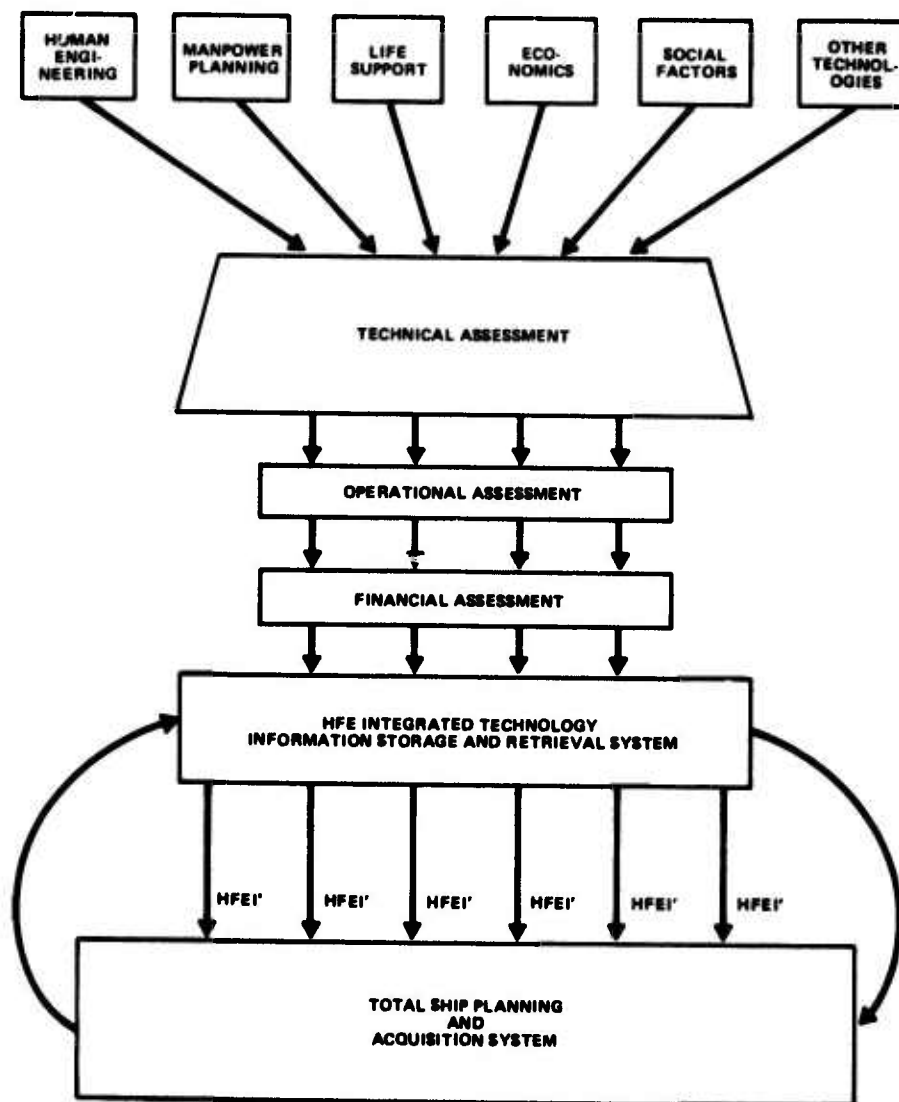 HUMAN
ENGI-
NEERING
MANPOWER
PLANNING
LIFE
SUPPORT
ECO-
NOMICS
SOCIAL
FACTORS
OTHER
TECHNOL-
OGIES
TECHNICAL ASSESSMENT
OPERATIONAL ASSESSMENT
FINANCIAL ASSESSMENT
HFE INTEGRATED TECHNOLOGY
INFORMATION STORAGE AND RETRIEVAL SYSTEM
HFEI' HFEI' HFEI' HFEI' HFEI' HFEI'
TOTAL SHIP PLANNING
AND
ACQUISITION SYSTEM